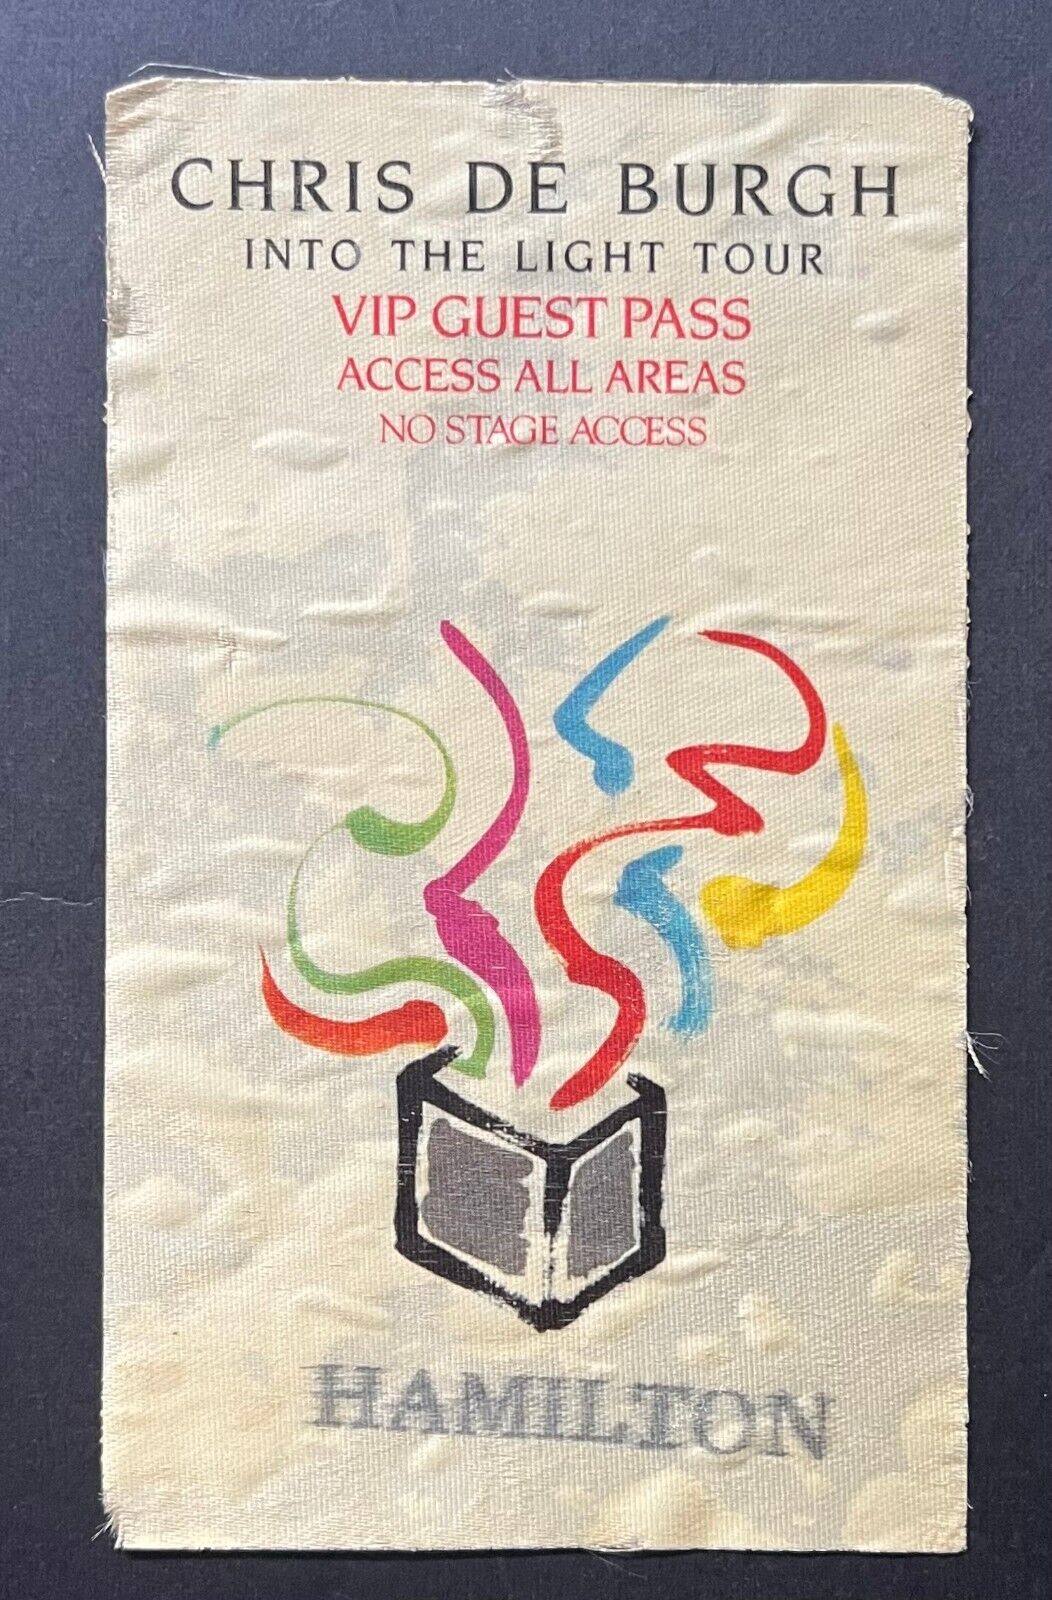 CHRIS DE BURGH
INTO THE LIGHT TOUR
VIP GUEST PASS
ACCESS ALL AREAS
NO STAGE ACCESS
HAMILTON